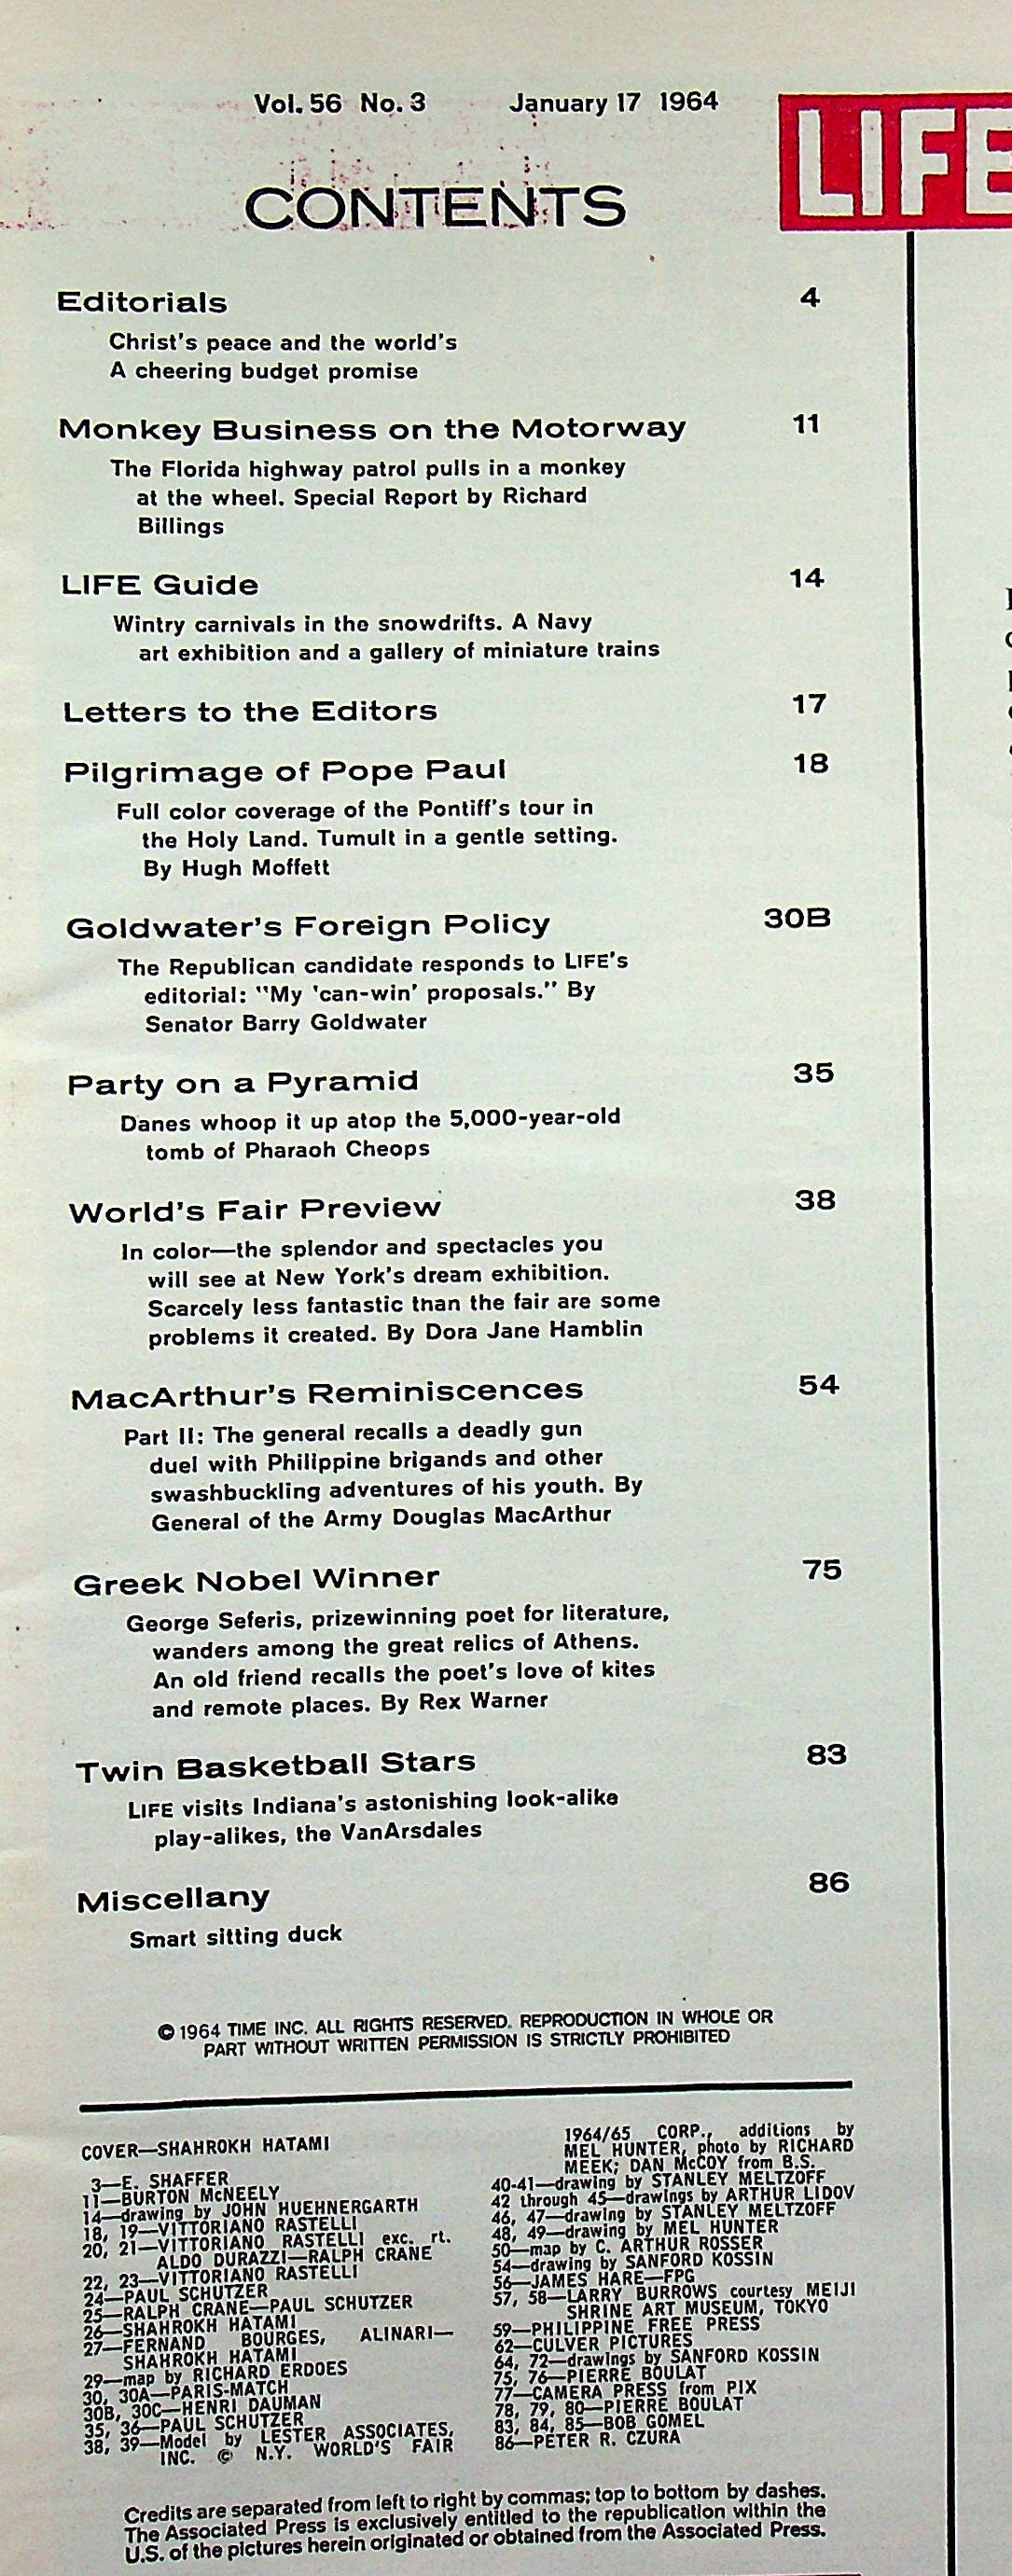 Vol. 56 No. 3 January 17 1964
LIFE
CONTENTS
Editorials 4
Christ's peace and the world's
A cheering budget promise
Monkey Business on the Motorway 11
The Florida highway patrol pulls in a monkey
at the wheel. Special Report by Richard
Billings
LIFE Guide 14
Wintry carnivals in the snowdrifts. A Navy
art exhibition and a gallery of miniature trains
Letters to the Editors 17
Pilgrimage of Pope Paul 18
Full color coverage of the Pontiff's tour in
the Holy Land. Tumult in a gentle setting.
By Hugh Moffett
Goldwater's Foreign Policy 30B
The Republican candidate responds to LIFE's
editorial: "My 'can-win' proposals." By
Senator Barry Goldwater
Party on a Pyramid 35
Danes whoop it up atop the 5,000-year-old
tomb of Pharaoh Cheops
World's Fair Preview 38
In color—the splendor and spectacles you
will see at New York's dream exhibition.
Scarcely less fantastic than the fair are some
problems it created. By Dora Jane Hamblin
MacArthur's Reminiscences 54
Part II: The general recalls a deadly gun
duel with Philippine brigands and other
swashbuckling adventures of his youth. By
General of the Army Douglas MacArthur
Greek Nobel Winner 75
George Seferis, prizewinning poet for literature,
wanders among the great relics of Athens.
An old friend recalls the poet's love of kites
and remote places. By Rex Warner
Twin Basketball Stars 83
LIFE visits Indiana's astonishing look-alike
play-alikes, the VanArsdales
Miscellany 86
Smart sitting duck
© 1964 TIME INC. ALL RIGHTS RESERVED. REPRODUCTION IN WHOLE OR
PART WITHOUT WRITTEN PERMISSION IS STRICTLY PROHIBITED
COVER—SHAHROKH HATAMI
3—E. SHAFFER
11—BURTON McNEELY
14—drawing by JOHN HUEHNERGARTH
18, 19—VITTORIANO RASTELLI
20, 21—VITTORIANO RASTELLI exc. rt.
ALDO DURAZZI—RALPH CRANE
22, 23—VITTORIANO RASTELLI
24—PAUL SCHUTZER
25—RALPH CRANE—PAUL SCHUTZER
26—SHAHROKH HATAMI
27—FERNAND BOURGES, ALINARI—
SHAHROKH HATAMI
29—map by RICHARD ERDOES
30, 30A—PARIS-MATCH
30B, 30C—HENRI DAUMAN
35, 36—PAUL SCHUTZER
38, 39—Model by LESTER ASSOCIATES,
INC. © N.Y. WORLD'S FAIR
1964/65 CORP., additions by
MEL HUNTER, photo by RICHARD
MEEK; DAN McCOY from B.S.
40-41—drawing by STANLEY MELTZOFF
42 through 45—drawings by ARTHUR LIDOV
46, 47—drawing by STANLEY MELTZOFF
48, 49—drawing by MEL HUNTER
50—map by C. ARTHUR ROSSER
54—drawing by SANFORD KOSSIN
56—JAMES HARE—FPG
57, 58—LARRY BURROWS courtesy MEIJI
SHRINE ART MUSEUM, TOKYO
59—PHILIPPINE FREE PRESS
62—CULVER PICTURES
64, 72—drawings by SANFORD KOSSIN
75, 76—PIERRE BOULAT
77—CAMERA PRESS from PIX
78, 79, 80—PIERRE BOULAT
83, 84, 85—BOB GOMEL
86—PETER R. CZURA
Credits are separated from left to right by commas; top to bottom by dashes.
The Associated Press is exclusively entitled to the republication within the
U.S. of the pictures herein originated or obtained from the Associated Press.